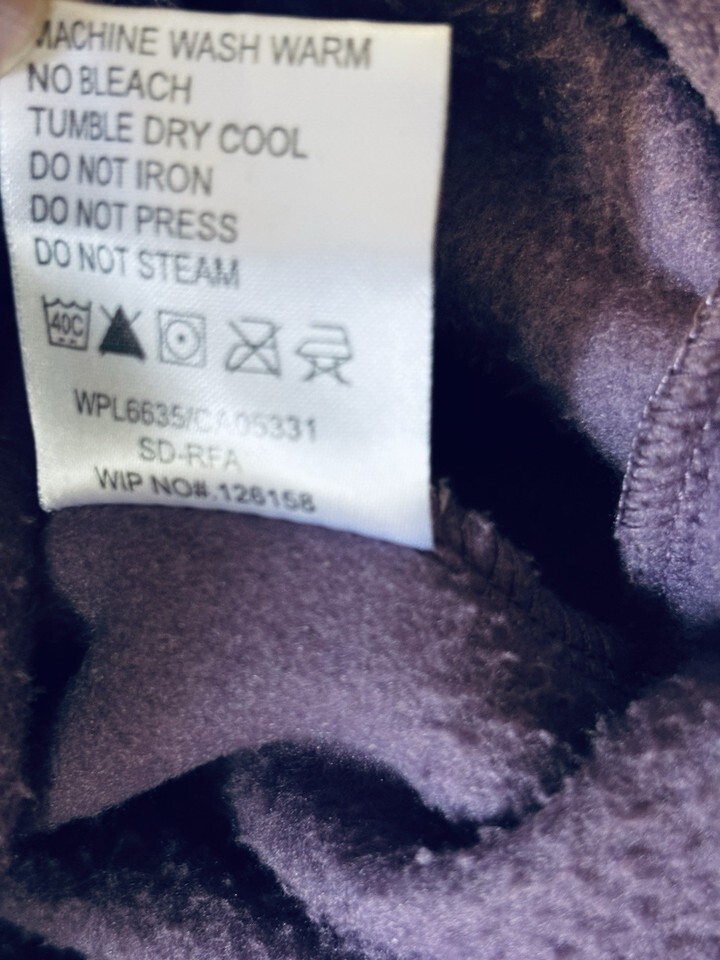 MACHINE WASH WARM
NO BLEACH
TUMBLE DRY COOL
DO NOT IRON
DO NOT PRESS
DO NOT STEAM
40C
WPL6635/CA05331
SD-RFA
WIP NO#.126158